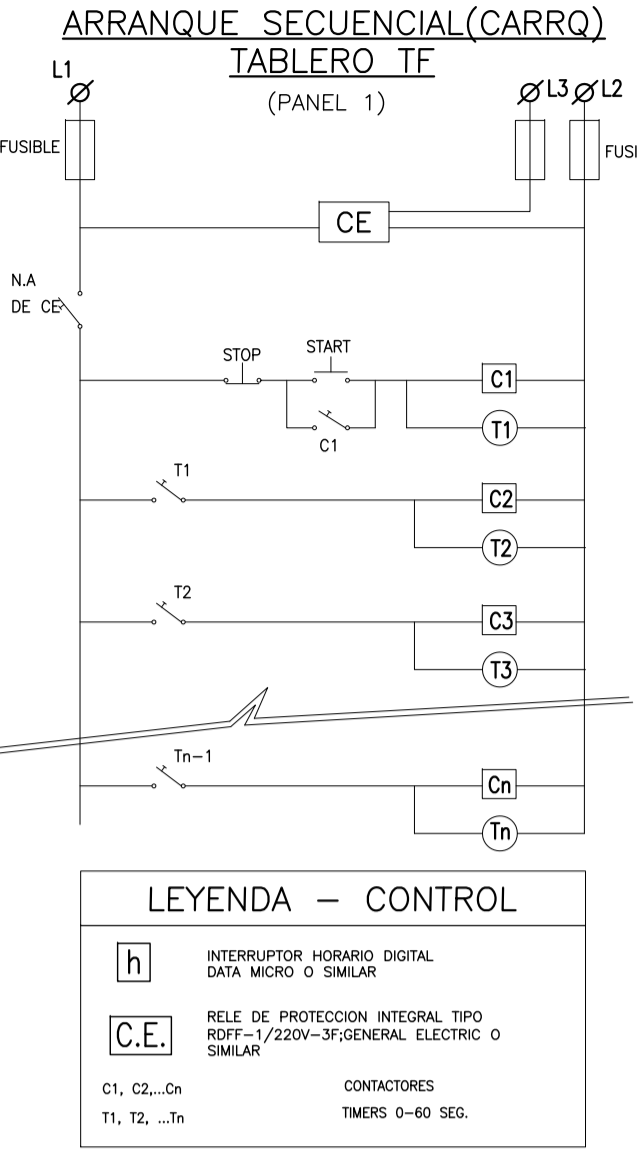 ARRANQUE SECUENCIAL(CARRQ)
TABLERO TF
(PANEL 1)
L1
L3
L2
FUSIBLE
FUSI
CE
N.A
DE CE
STOP
START
C1
C1
T1
T1
C2
T2
T2
C3
T3
Tn-1
Cn
Tn
LEYENDA - CONTROL
h
INTERRUPTOR HORARIO DIGITAL
DATA MICRO O SIMILAR
C.E.
RELE DE PROTECCION INTEGRAL TIPO
RDFF-1/220V-3F;GENERAL ELECTRIC O
SIMILAR
C1, C2,...Cn
CONTACTORES
T1, T2, ...Tn
TIMERS 0-60 SEG.